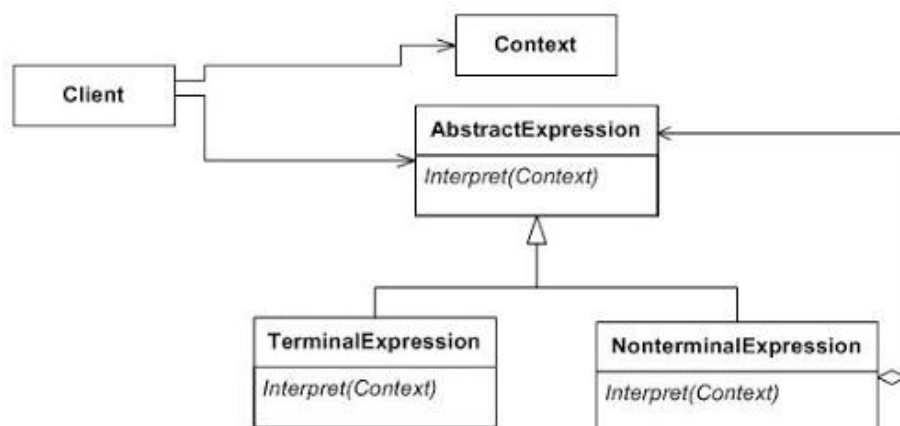 Context
Client
AbstractExpression
Interpret(Context)
TerminalExpression
Interpret(Context)
NonterminalExpression
Interpret(Context)